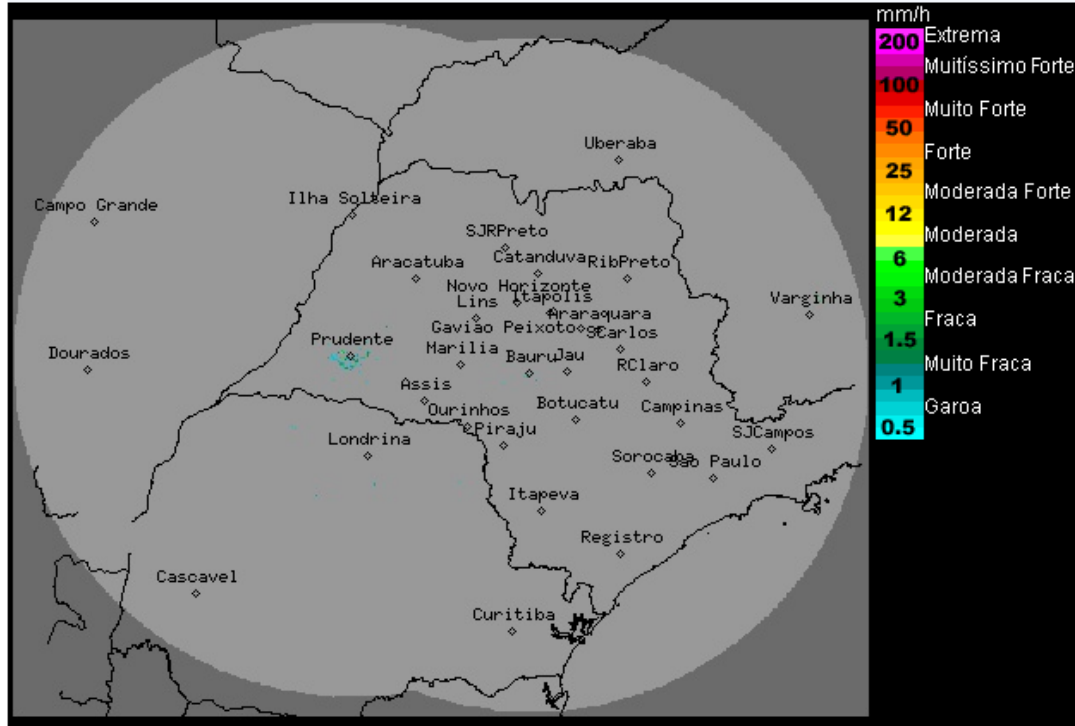 mm/h
200 Extrema
Muitíssimo Forte
100
Muito Forte
50
Forte
25
Moderada Forte
12
Moderada
6
Moderada Fraca
3
Fraca
1.5
Muito Fraca
1
Garoa
0.5
Uberaba
Campo Grande
Ilha Solteira
SJRPreto
Aracatuba
Catanduva
RibPreto
Novo Horizonte
Lins
Itapolis
Araraquara
Varginha
Gavião Peixoto
SCarlos
Prudente
Dourados
Marilia
Bauru
Jau
RClaro
Assis
Ourinhos
Botucatu
Campinas
Piraju
Londrina
SJCampos
Sorocaba
Sao Paulo
Itapeva
Registro
Cascavel
Curitiba